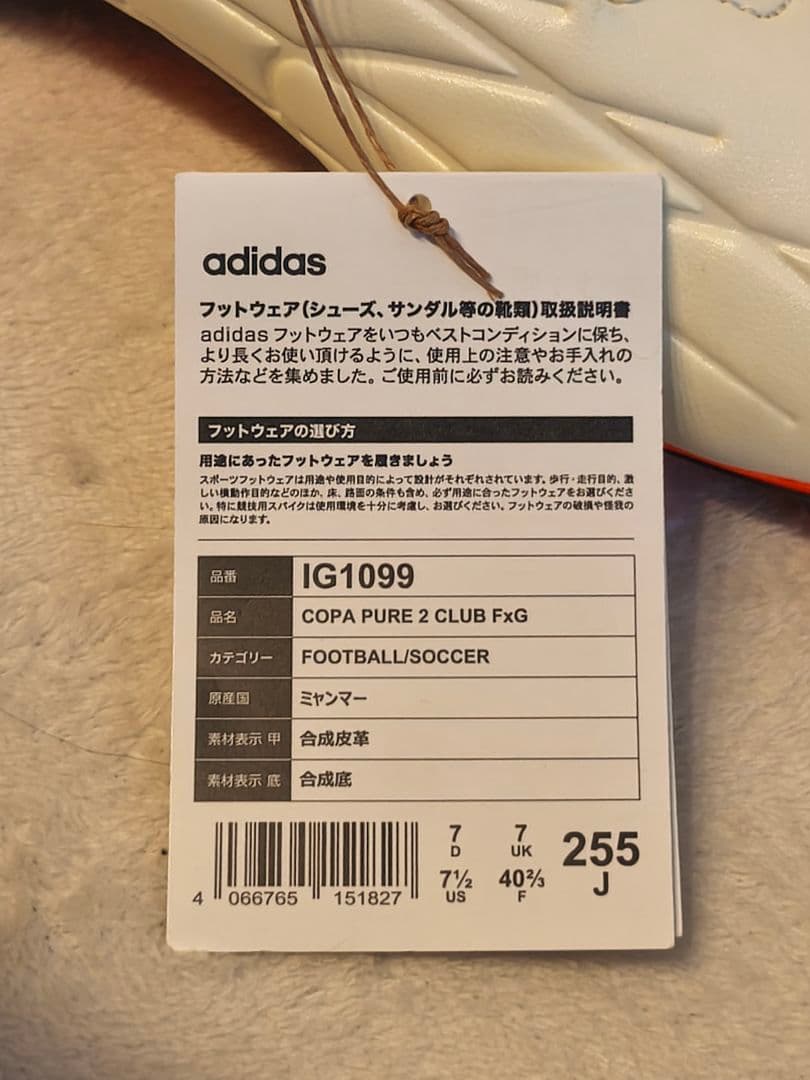 adidas
フットウェア(シューズ、サンダル等の靴類)取扱説明書
adidas フットウェアをいつもベストコンディションに保ち、
より長くお使い頂けるように、使用上の注意やお手入れの
方法などを集めました。ご使用前に必ずお読みください。
フットウェアの選び方
用途にあったフットウェアを履きましょう
スポーツフットウェアは用途や使用目的によって設計がそれぞれされています。歩行・走行目的、激
しい横動作目的などのほか、床、路面の条件も含め、必ず用途に合ったフットウェアをお選びくださ
い。特に競技用スパイクは使用環境を十分に考慮し、お選びください。フットウェアの破損や怪我の
原因になります。
品番 IG1099
品名 COPA PURE 2 CLUB FxG
カテゴリー FOOTBALL/SOCCER
原産国 ミャンマー
素材表示 甲 合成皮革
素材表示 底 合成底
7 D 7 UK 255 J
7½ US 40⅔ F
4 066765 151827